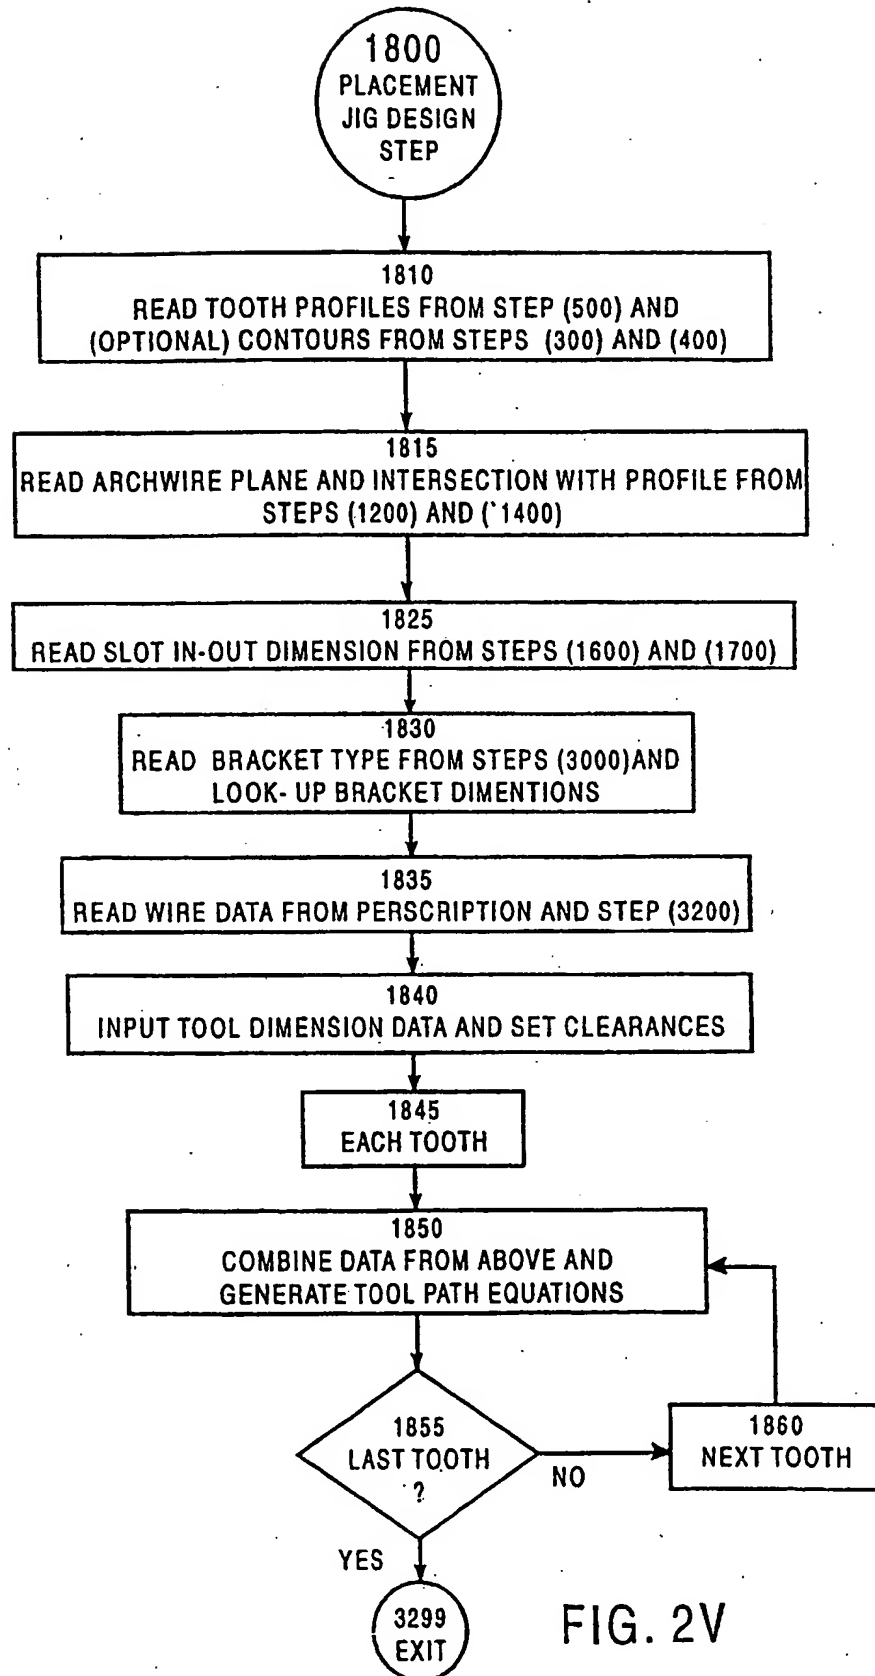 1800
PLACEMENT
JIG DESIGN
STEP
1810
READ TOOTH PROFILES FROM STEP (500) AND
(OPTIONAL) CONTOURS FROM STEPS (300) AND (400)
1815
READ ARCHWIRE PLANE AND INTERSECTION WITH PROFILE FROM
STEPS (1200) AND (1400)
1825
READ SLOT IN-OUT DIMENSION FROM STEPS (1600) AND (1700)
1830
READ BRACKET TYPE FROM STEPS (3000)AND
LOOK-UP BRACKET DIMENTIONS
1835
READ WIRE DATA FROM PERSCRIPTION AND STEP (3200)
1840
INPUT TOOL DIMENSION DATA AND SET CLEARANCES
1845
EACH TOOTH
1850
COMBINE DATA FROM ABOVE AND
GENERATE TOOL PATH EQUATIONS
1855
LAST TOOTH
?
NO
1860
NEXT TOOTH
YES
3299
EXIT
FIG. 2V